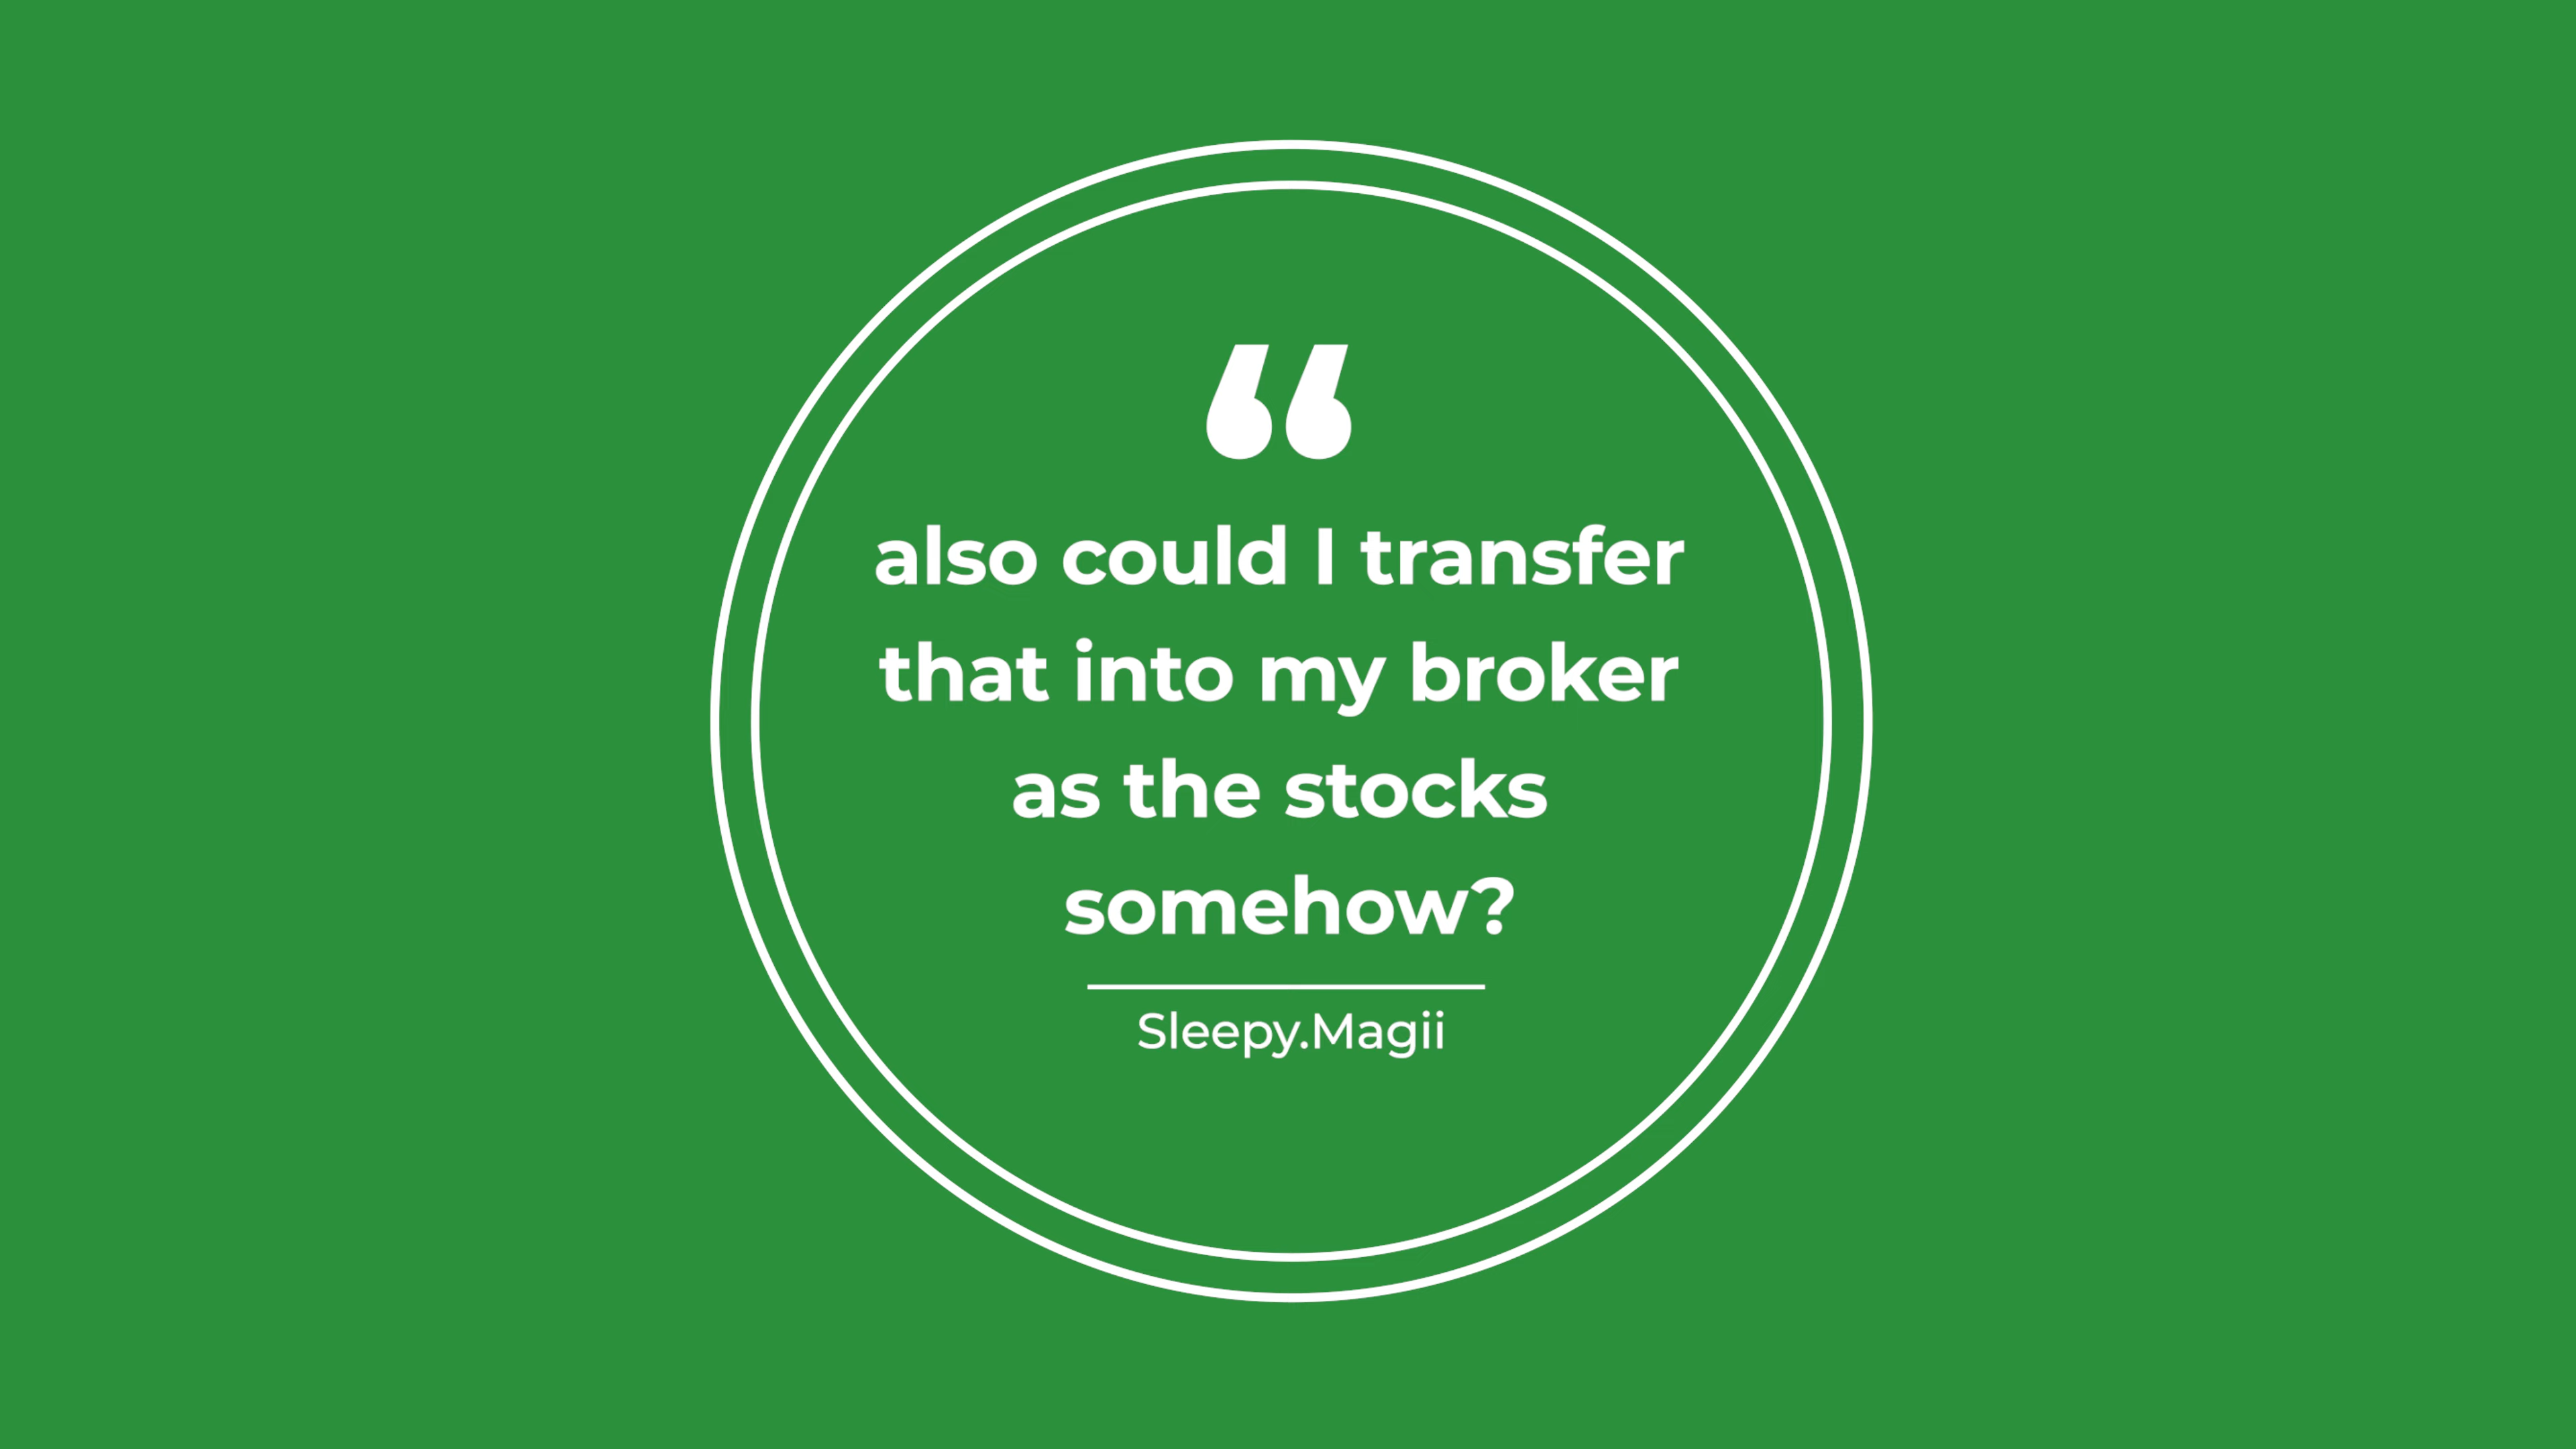 “
also could I transfer
that into my broker
as the stocks
somehow?
Sleepy.Magii